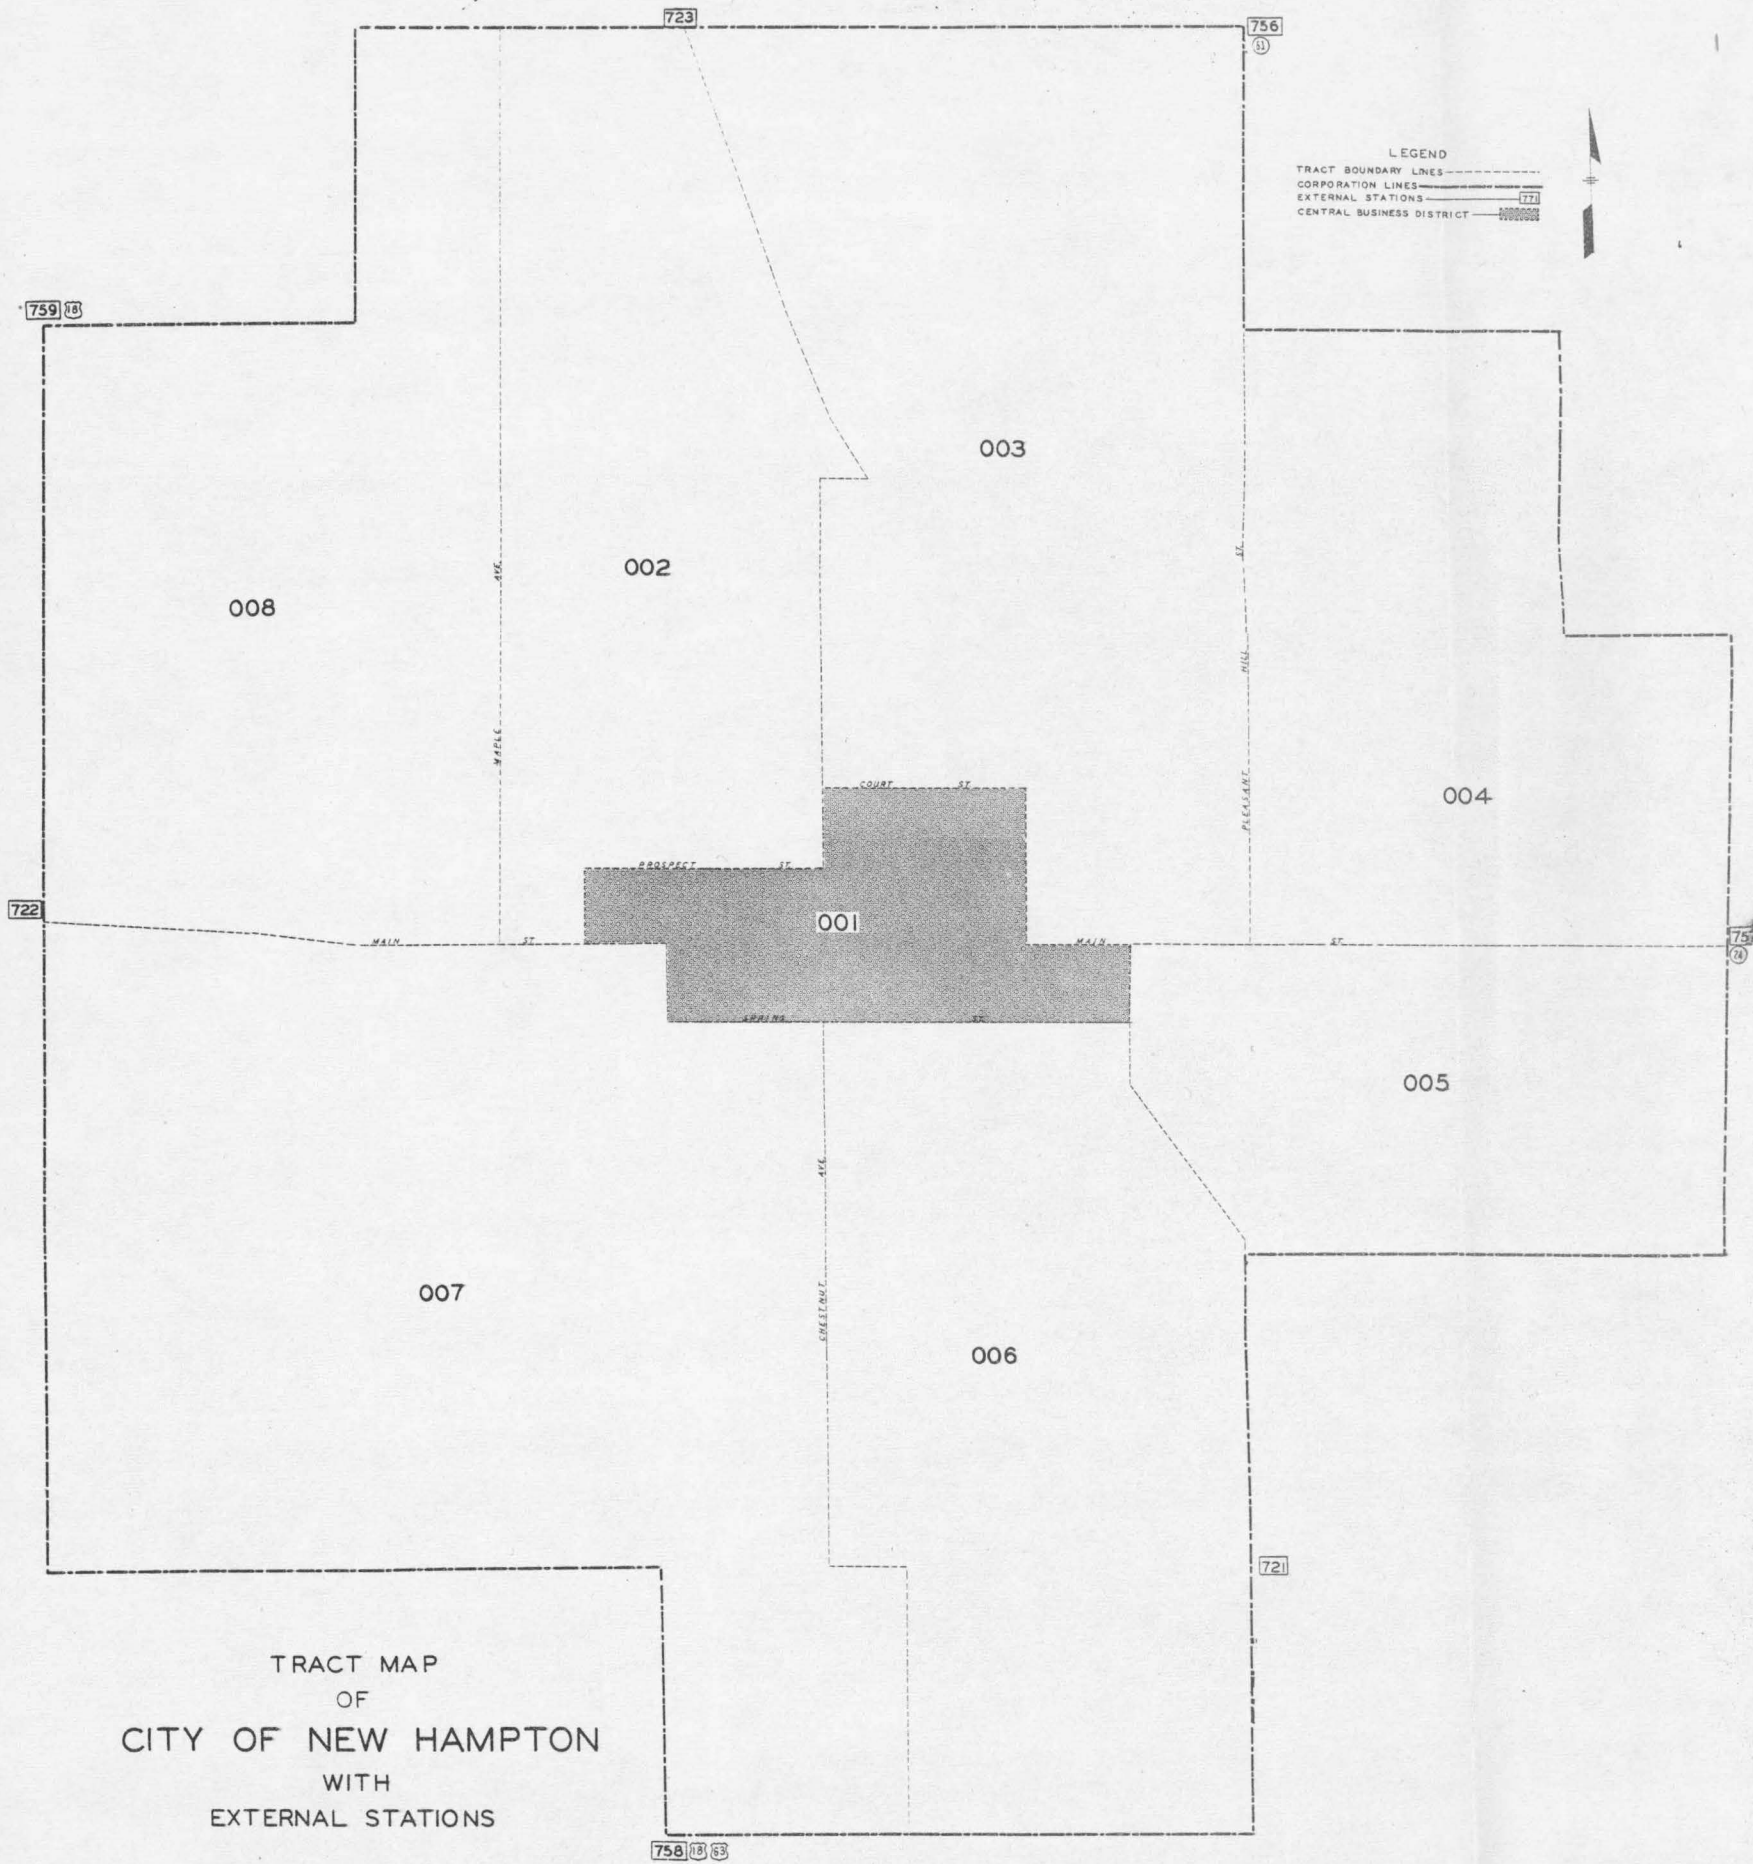 723
756
61
LEGEND
TRACT BOUNDARY LINES
CORPORATION LINES
EXTERNAL STATIONS 771
CENTRAL BUSINESS DISTRICT
759 18
003
002
008
MAPLE AVE.
PLEASANT HILL ST.
004
COURT ST.
PROSPECT ST.
722
001
MAIN ST.
MAIN ST.
24
SPRING ST.
005
CHESTNUT AVE.
007
006
721
TRACT MAP
OF
CITY OF NEW HAMPTON
WITH
EXTERNAL STATIONS
758 18 63